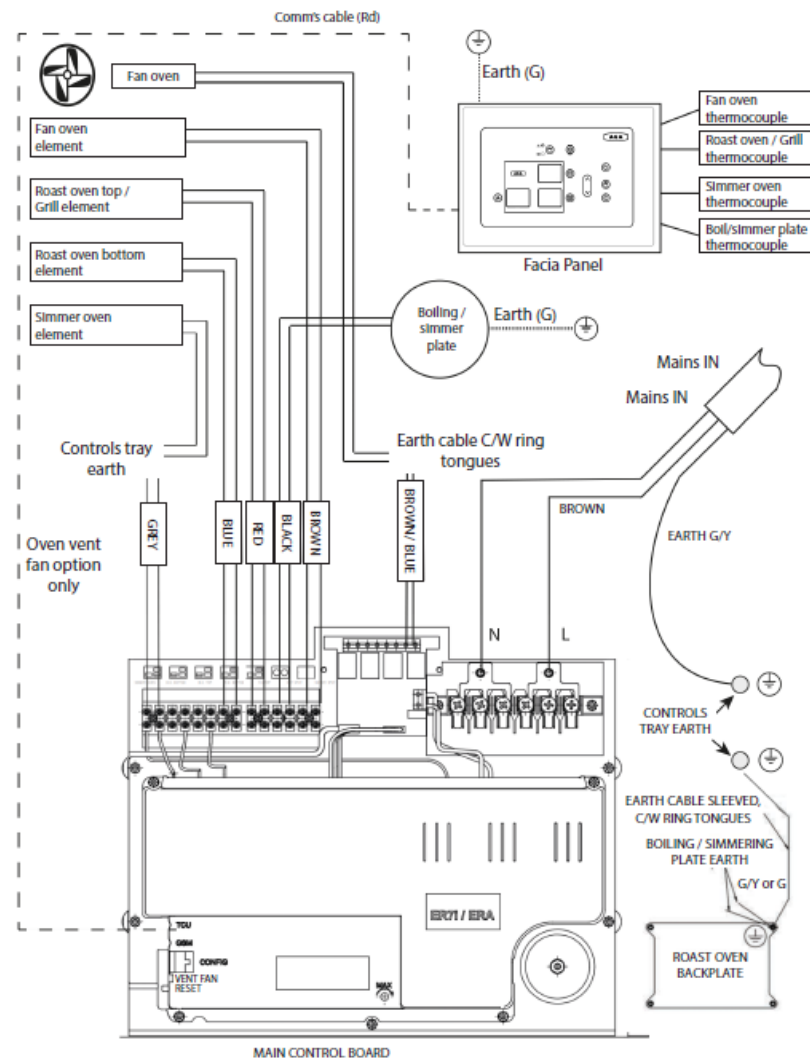 Comm's cable (Rd)
Fan oven
Earth (G)
Fan oven
thermocouple
Fan oven
element
Roast oven / Grill
thermocouple
Roast oven top /
Grill element
Simmer oven
thermocouple
Roast oven bottom
element
Boil/simmer plate
thermocouple
Facia Panel
Simmer oven
element
Boiling /
simmer
plate
Earth (G)
Mains IN
Mains IN
Controls tray
earth
Earth cable C/W ring
tongues
GREY
BLUE
RED
BLACK
BROWN
BROWN/ BLUE
BROWN
EARTH G/Y
Oven vent
fan option
only
N
L
CONTROLS
TRAY EARTH
EARTH CABLE SLEEVED,
C/W RING TONGUES
BOILING / SIMMERING
PLATE EARTH
G/Y or G
ER7i / ERA
TCU
GSM
CONFIG
VENT FAN
RESET
MAX
ROAST OVEN
BACKPLATE
MAIN CONTROL BOARD